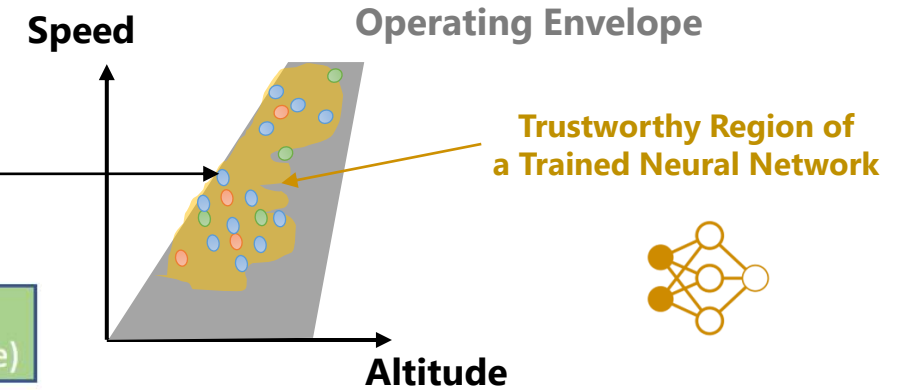 Operating Envelope
Speed
Trustworthy Region of
a Trained Neural Network
Altitude